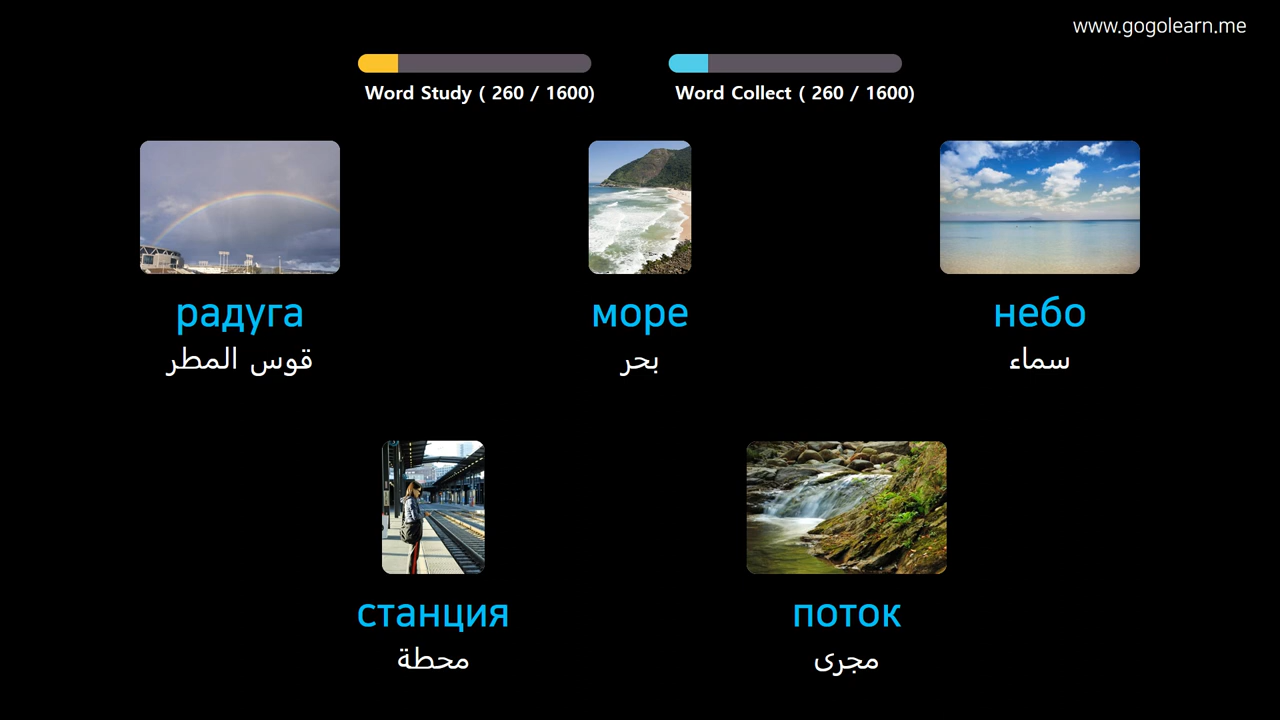 www.gogolearn.me
Word Study ( 260 / 1600)
Word Collect ( 260 / 1600)
радуга
море
небо
قوس المطر
بحر
سماء
станция
поток
محطة
مجرى